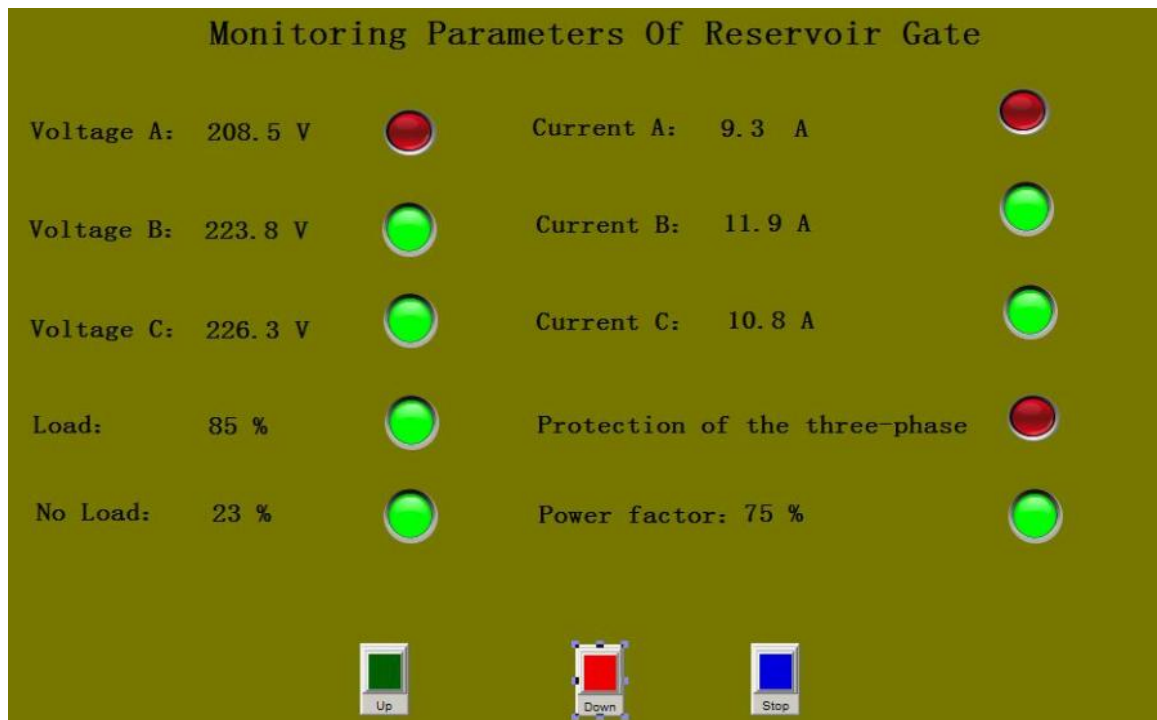 Monitoring Parameters Of Reservoir Gate
Voltage A: 208.5 V Current A: 9.3 A
Voltage B: 223.8 V Current B: 11.9 A
Voltage C: 226.3 V Current C: 10.8 A
Load: 85 % Protection of the three-phase
No Load: 23 % Power factor: 75 %
Up Down Stop